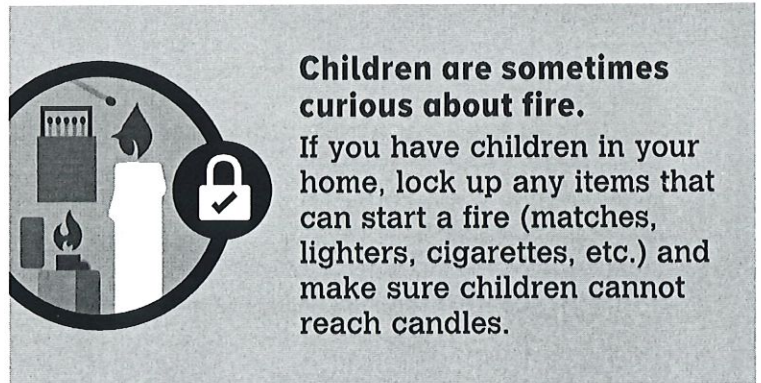 Children are sometimes
curious about fire.
If you have children in your
home, lock up any items that
can start a fire (matches,
lighters, cigarettes, etc.) and
make sure children cannot
reach candles.